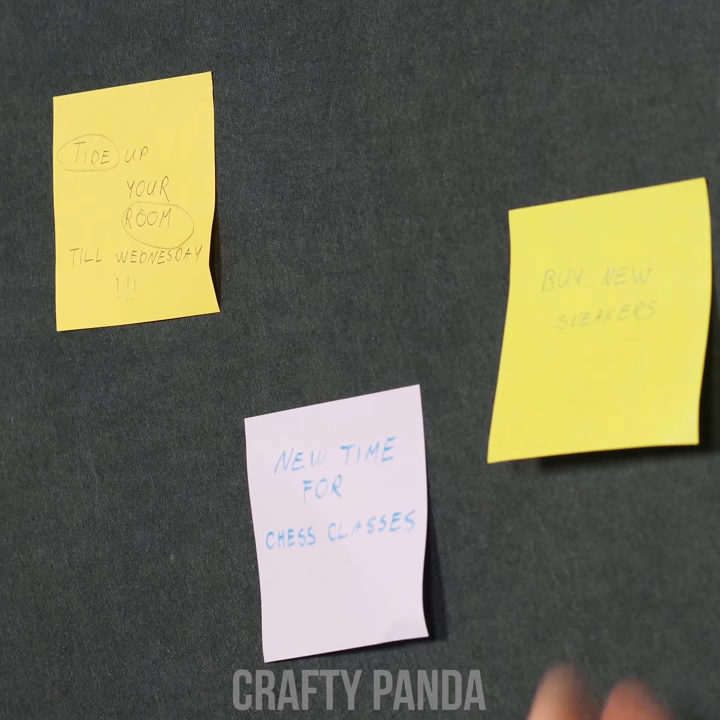 TIDE UP
YOUR
ROOM
TILL WEDNESDAY
!!!
BUY NEW
SNEAKERS
NEW TIME
FOR
CHESS CLASSES
CRAFTY PANDA